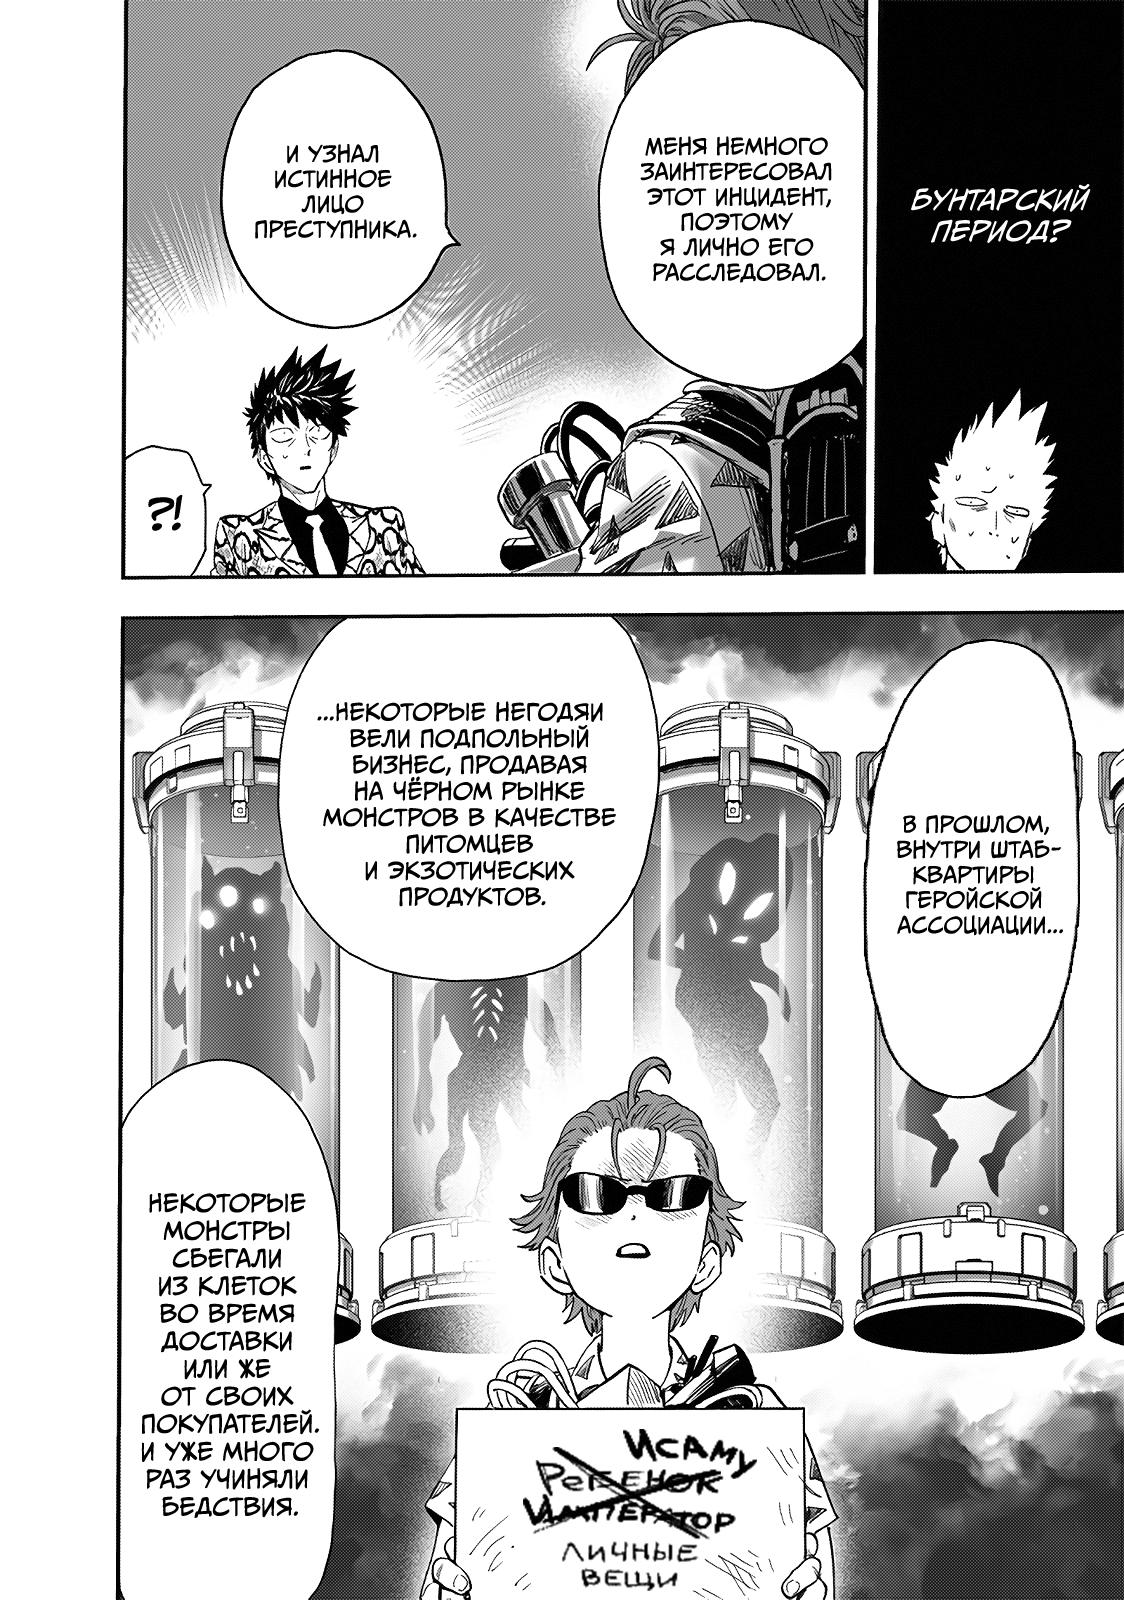 БУНТАРСКИЙ
ПЕРИОД?
МЕНЯ НЕМНОГО
ЗАИНТЕРЕСОВАЛ
ЭТОТ ИНЦИДЕНТ,
ПОЭТОМУ
Я ЛИЧНО ЕГО
РАССЛЕДОВАЛ.
И УЗНАЛ
ИСТИННОЕ
ЛИЦО
ПРЕСТУПНИКА.
?!
В ПРОШЛОМ,
ВНУТРИ ШТАБ-
КВАРТИРЫ
ГЕРОЙСКОЙ
АССОЦИАЦИИ...
...НЕКОТОРЫЕ НЕГОДЯИ
ВЕЛИ ПОДПОЛЬНЫЙ
БИЗНЕС, ПРОДАВАЯ
НА ЧЁРНОМ РЫНКЕ
МОНСТРОВ В КАЧЕСТВЕ
ПИТОМЦЕВ
И ЭКЗОТИЧЕСКИХ
ПРОДУКТОВ.
НЕКОТОРЫЕ
МОНСТРЫ
СБЕГАЛИ
ИЗ КЛЕТОК
ВО ВРЕМЯ
ДОСТАВКИ
ИЛИ ЖЕ
ОТ СВОИХ
ПОКУПАТЕЛЕЙ.
И УЖЕ МНОГО
РАЗ УЧИНЯЛИ
БЕДСТВИЯ.
ИСАМУ
РЕБЕНОК
ИМПЕРАТОР
ЛИЧНЫЕ
ВЕЩИ